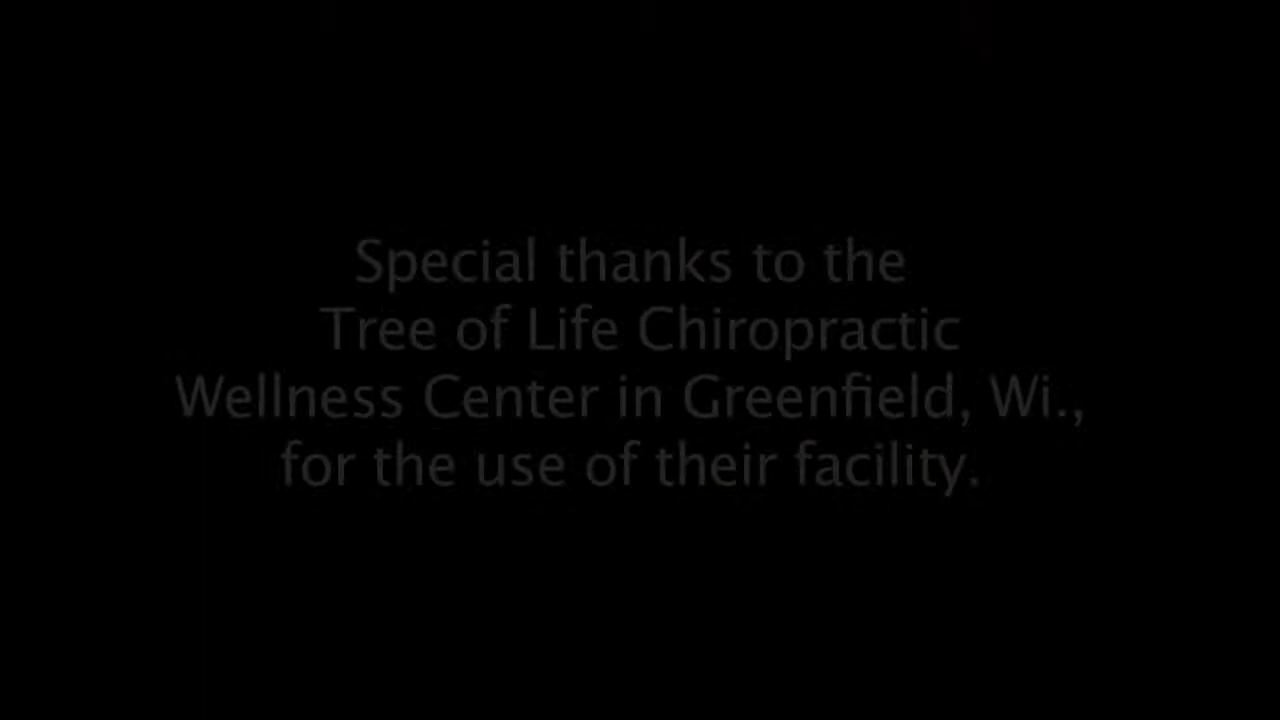 Special thanks to the
Tree of Life Chiropractic
Wellness Center in Greenfield, Wi.,
for the use of their facility.